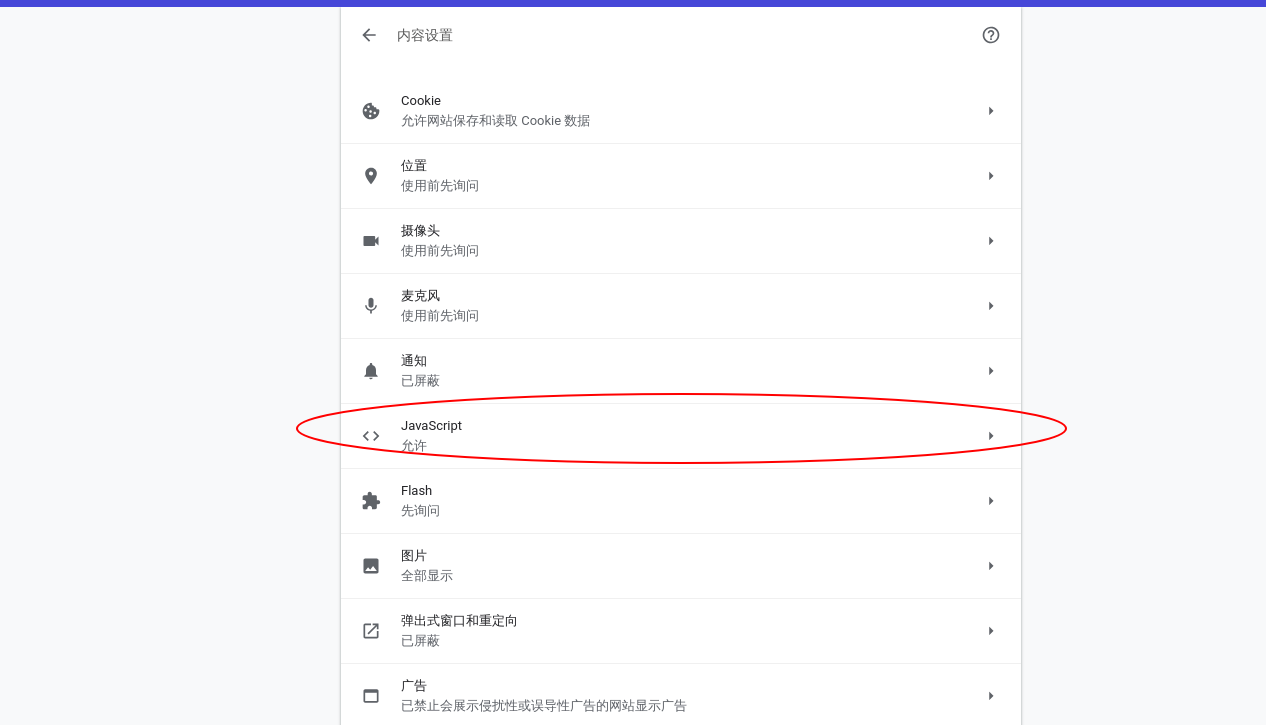 内容设置
Cookie
允许网站保存和读取 Cookie 数据
位置
使用前先询问
摄像头
使用前先询问
麦克风
使用前先询问
通知
已屏蔽
JavaScript
允许
Flash
先询问
图片
全部显示
弹出式窗口和重定向
已屏蔽
广告
已禁止会展示侵扰性或误导性广告的网站显示广告